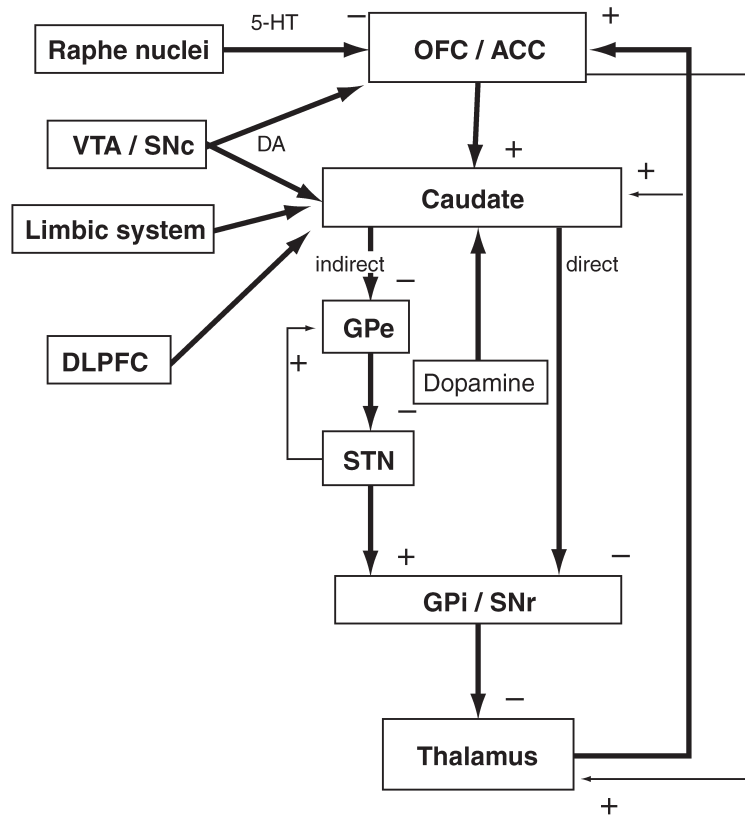 5-HT
−
+
Raphe nuclei
OFC / ACC
VTA / SNc
DA
+
+
Caudate
Limbic system
indirect
direct
−
GPe
DLPFC
+
Dopamine
−
STN
+
−
GPi / SNr
−
Thalamus
+